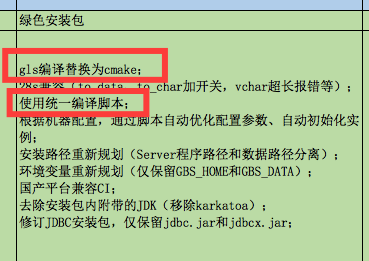 绿色安装包
gls编译替换为cmake;
兼容（to_data、to_char加开关，vchar超长报错等）;
使用统一编译脚本;
根据机器配置，通过脚本自动优化配置参数、自动初始化实
例;
安装路径重新规划（Server程序路径和数据路径分离）;
环境变量重新规划（仅保留GBS_HOME和GBS_DATA）;
国产平台兼容CI;
去除安装包内附带的JDK（移除karkatoa）;
修订JDBC安装包，仅保留jdbc.jar和jdbcx.jar;